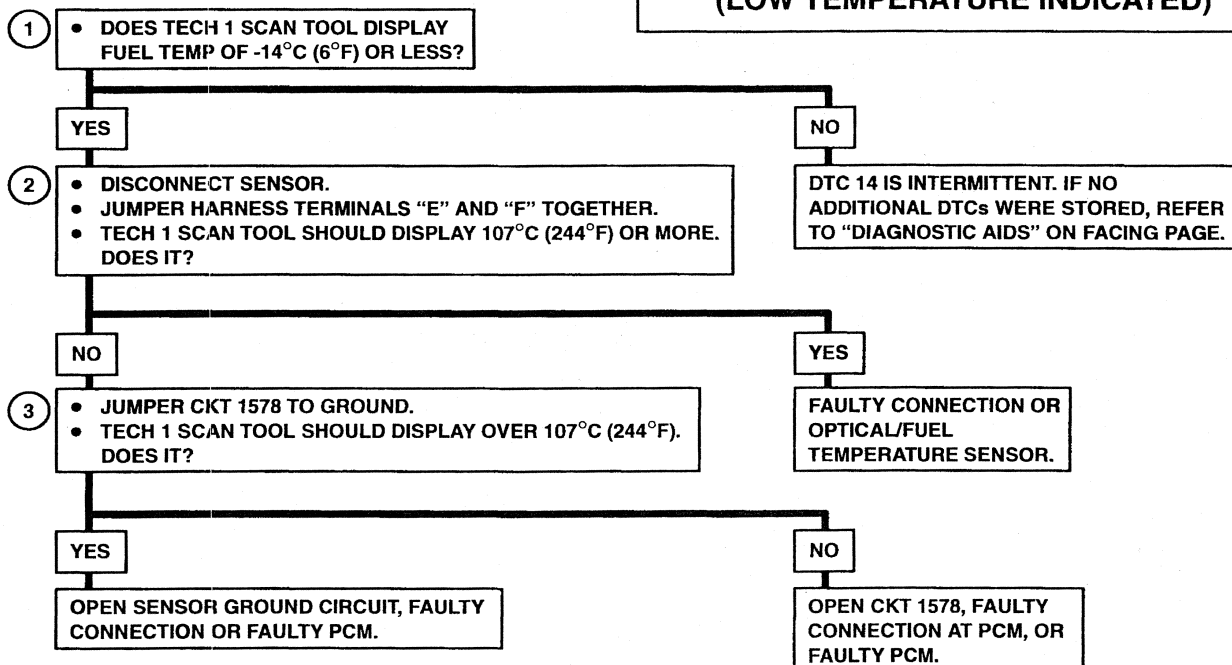 (LOW TEMPERATURE INDICATED)
1
• DOES TECH 1 SCAN TOOL DISPLAY
FUEL TEMP OF -14°C (6°F) OR LESS?
YES
NO
2
• DISCONNECT SENSOR.
• JUMPER HARNESS TERMINALS “E” AND “F” TOGETHER.
• TECH 1 SCAN TOOL SHOULD DISPLAY 107°C (244°F) OR MORE.
DOES IT?
DTC 14 IS INTERMITTENT. IF NO
ADDITIONAL DTCs WERE STORED, REFER
TO “DIAGNOSTIC AIDS” ON FACING PAGE.
NO
YES
3
• JUMPER CKT 1578 TO GROUND.
• TECH 1 SCAN TOOL SHOULD DISPLAY OVER 107°C (244°F).
DOES IT?
FAULTY CONNECTION OR
OPTICAL/FUEL
TEMPERATURE SENSOR.
YES
NO
OPEN SENSOR GROUND CIRCUIT, FAULTY
CONNECTION OR FAULTY PCM.
OPEN CKT 1578, FAULTY
CONNECTION AT PCM, OR
FAULTY PCM.